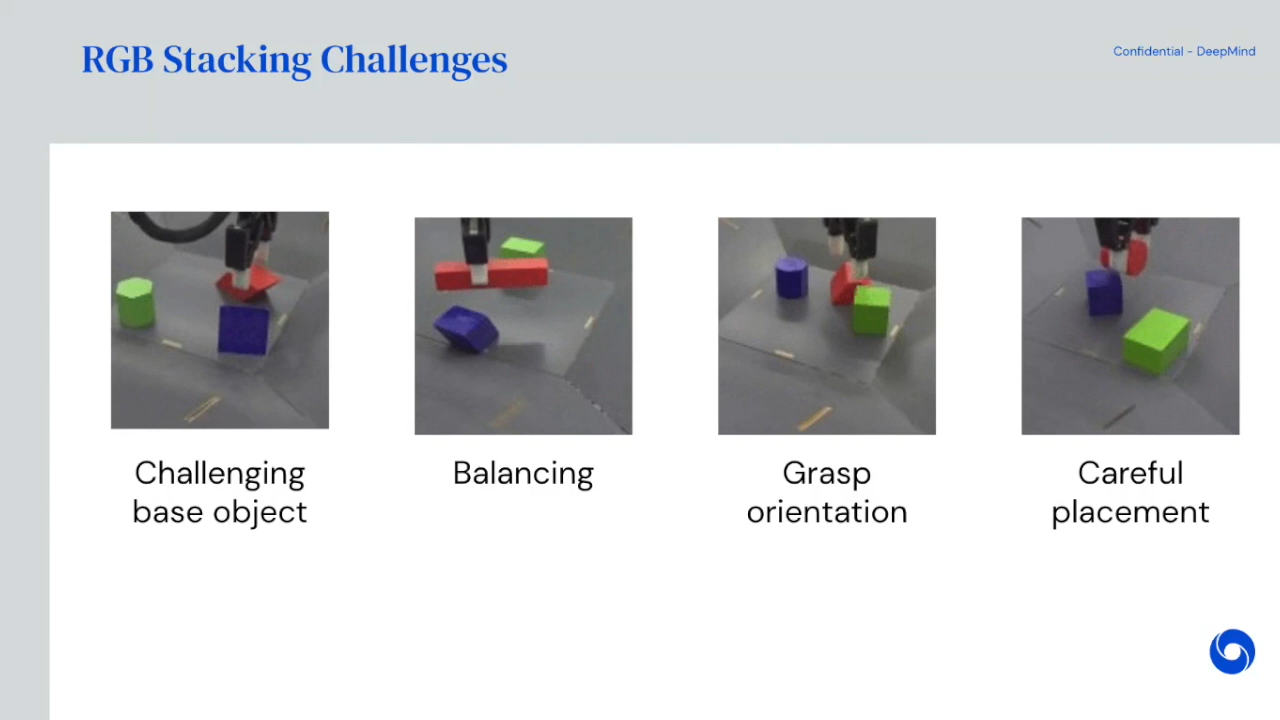 RGB Stacking Challenges
Confidential - DeepMind
Challenging
base object
Balancing
Grasp
orientation
Careful
placement